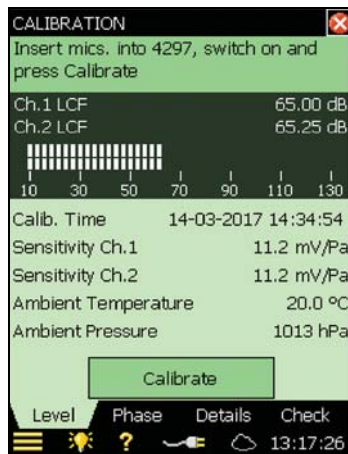 CALIBRATION
Insert mics. into 4297, switch on and
press Calibrate
Ch.1 LCF 65.00 dB
Ch.2 LCF 65.25 dB
10 30 50 70 90 110 130
Calib. Time 14-03-2017 14:34:54
Sensitivity Ch.1 11.2 mV/Pa
Sensitivity Ch.2 11.2 mV/Pa
Ambient Temperature 20.0 ºC
Ambient Pressure 1013 hPa
Calibrate
Level Phase Details Check
? 13:17:26